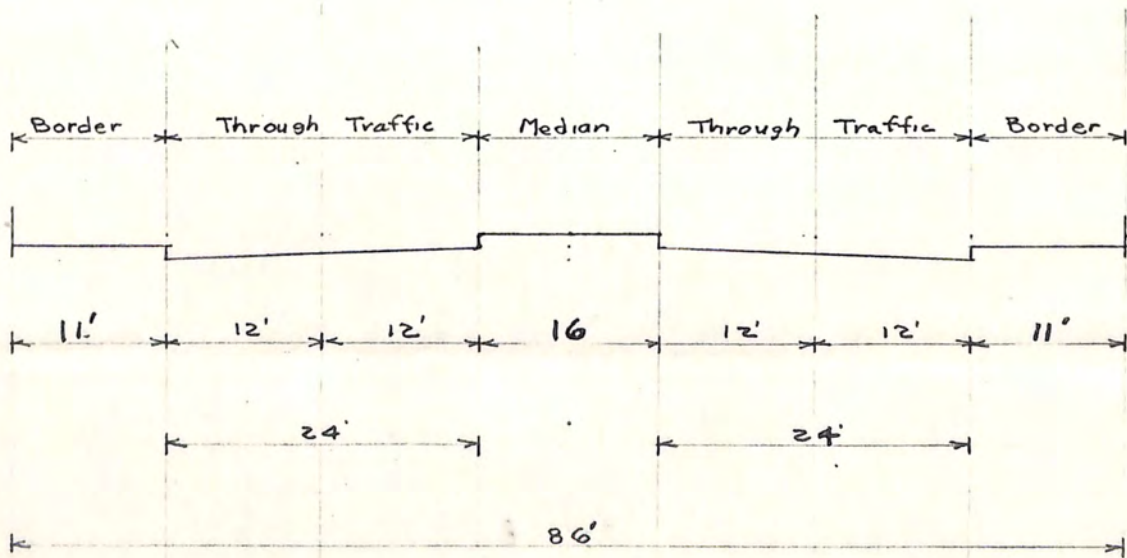 Border Through Traffic Median Through Traffic Border
11' 12' 12' 16 12' 12' 11'
24' 24'
86'